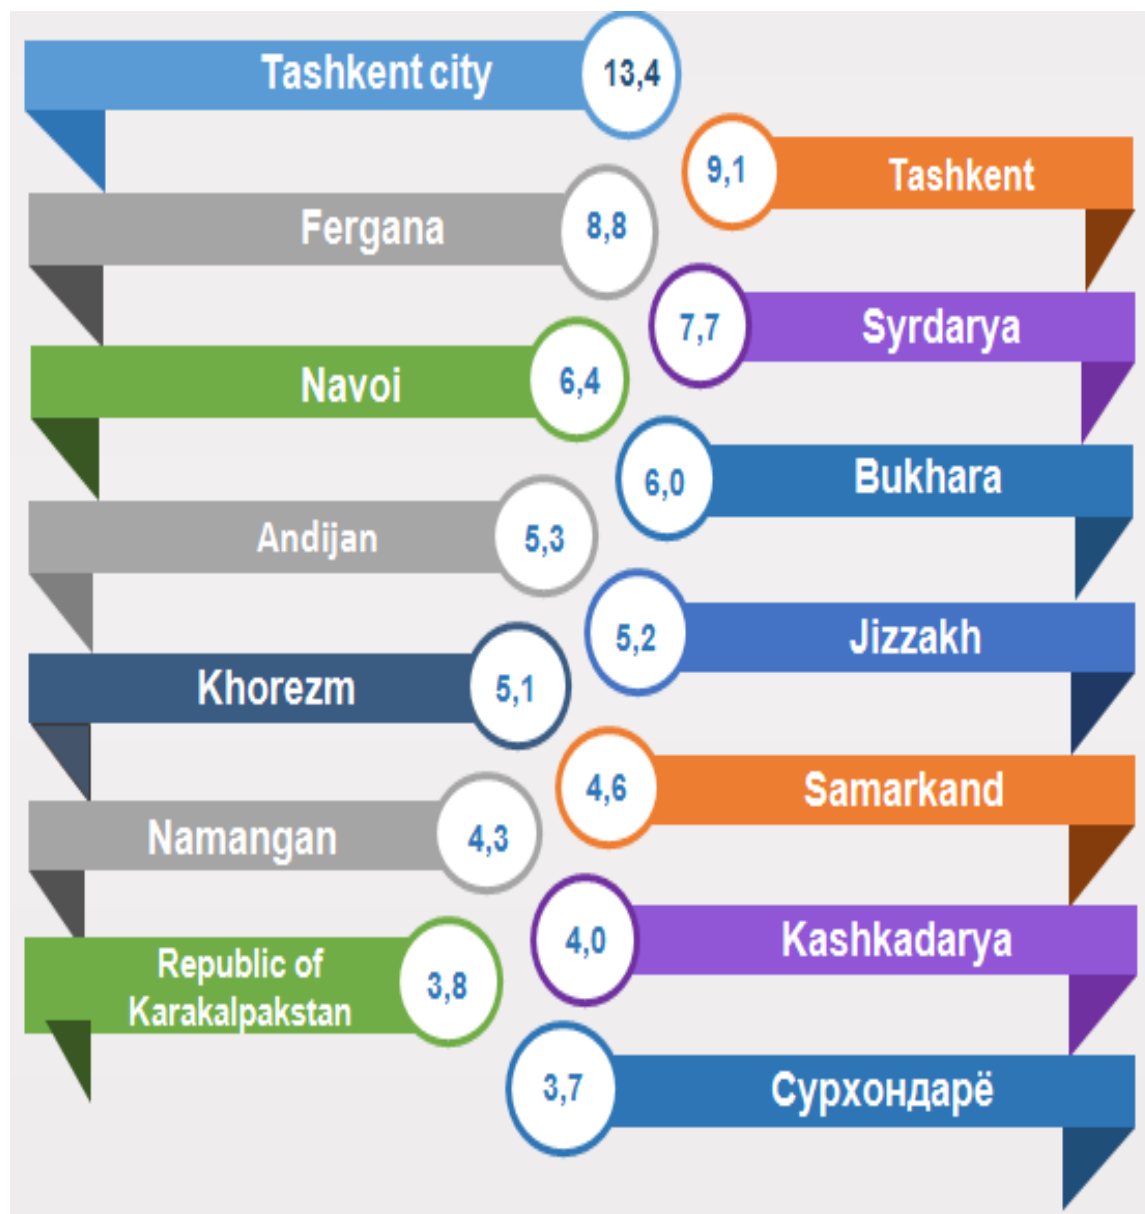 Tashkent city
13,4
9,1
Tashkent
Fergana
8,8
7,7
Syrdarya
Navoi
6,4
6,0
Bukhara
Andijan
5,3
5,2
Jizzakh
Khorezm
5,1
4,6
Samarkand
Namangan
4,3
4,0
Kashkadarya
Republic of
Karakalpakstan
3,8
3,7
Сурхондарё